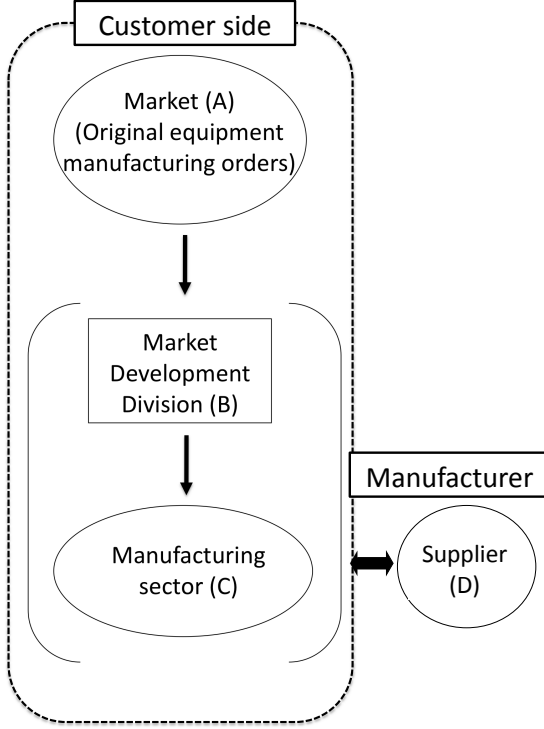 Customer side
Market (A)
(Original equipment
manufacturing orders)
Market
Development
Division (B)
Manufacturer
Manufacturing
sector (C)
Supplier
(D)